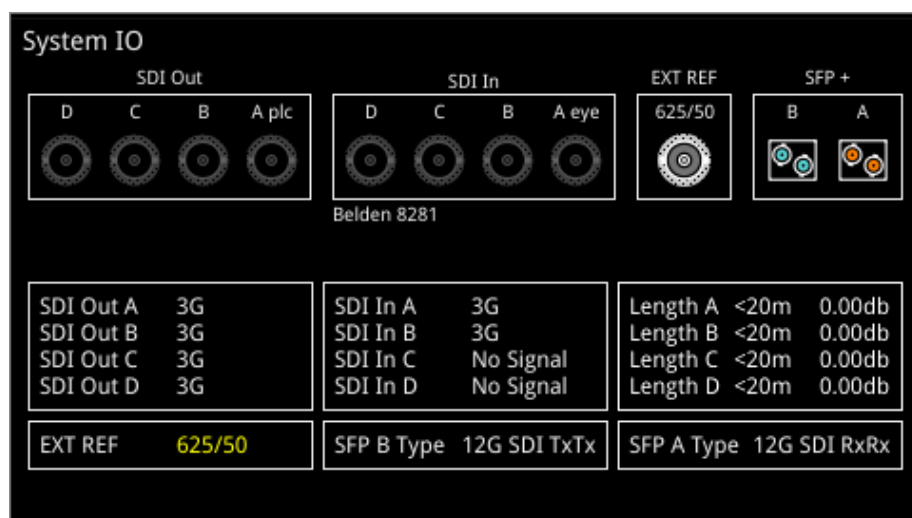 System IO
SDI Out
SDI In
EXT REF
SFP +
D C B A plc
D C B A eye
625/50
B A
Belden 8281
SDI Out A 3G
SDI Out B 3G
SDI Out C 3G
SDI Out D 3G
SDI In A 3G
SDI In B 3G
SDI In C No Signal
SDI In D No Signal
Length A <20m 0.00db
Length B <20m 0.00db
Length C <20m 0.00db
Length D <20m 0.00db
EXT REF 625/50
SFP B Type 12G SDI TxTx
SFP A Type 12G SDI RxRx